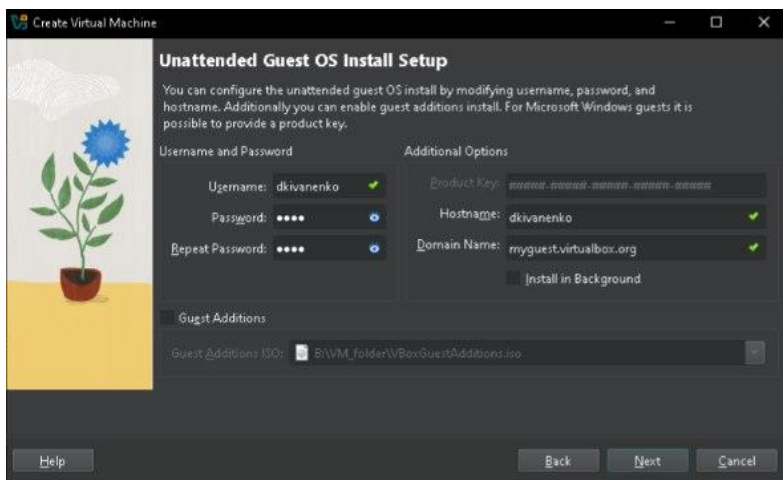 Create Virtual Machine
Unattended Guest OS Install Setup
You can configure the unattended guest OS install by modifying username, password, and
hostname. Additionally you can enable guest additions install. For Microsoft Windows guests it is
possible to provide a product key.
Username and Password
Username: dkivanenko
Password: ••••
Repeat Password: ••••
Additional Options
Product Key: #####-#####-#####-#####-#####
Hostname: dkivanenko
Domain Name: myguest.virtualbox.org
Install in Background
Guest Additions
Guest Additions ISO: B:\VM_folder\VBoxGuestAdditions.iso
Help
Back
Next
Cancel